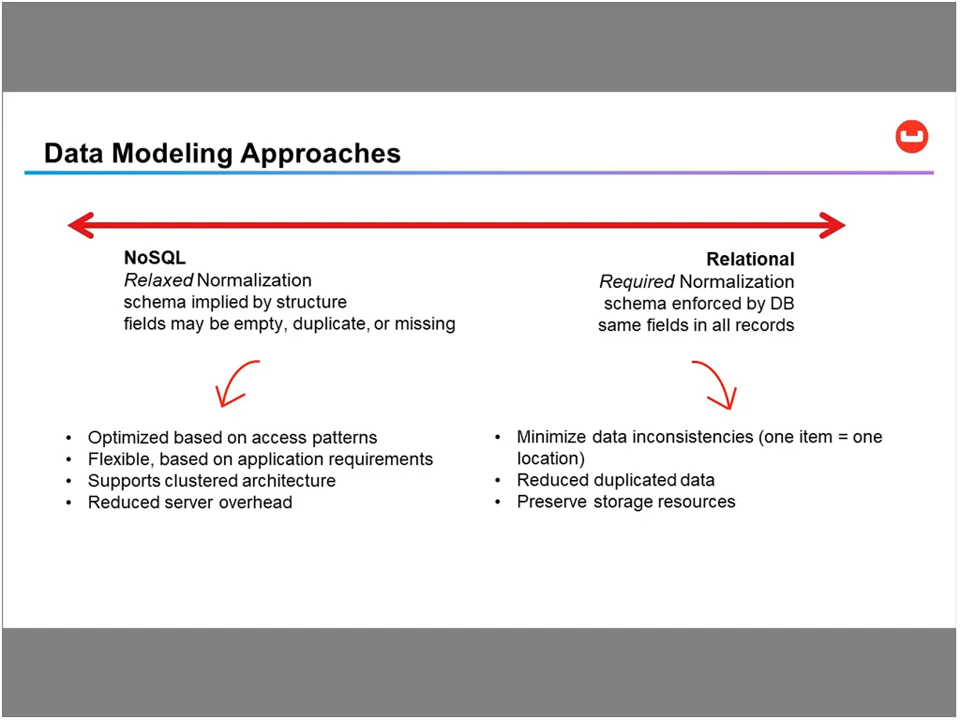 Data Modeling Approaches
NoSQL
Relaxed Normalization
schema implied by structure
fields may be empty, duplicate, or missing
Relational
Required Normalization
schema enforced by DB
same fields in all records
• Optimized based on access patterns
• Flexible, based on application requirements
• Supports clustered architecture
• Reduced server overhead
• Minimize data inconsistencies (one item = one
location)
• Reduced duplicated data
• Preserve storage resources